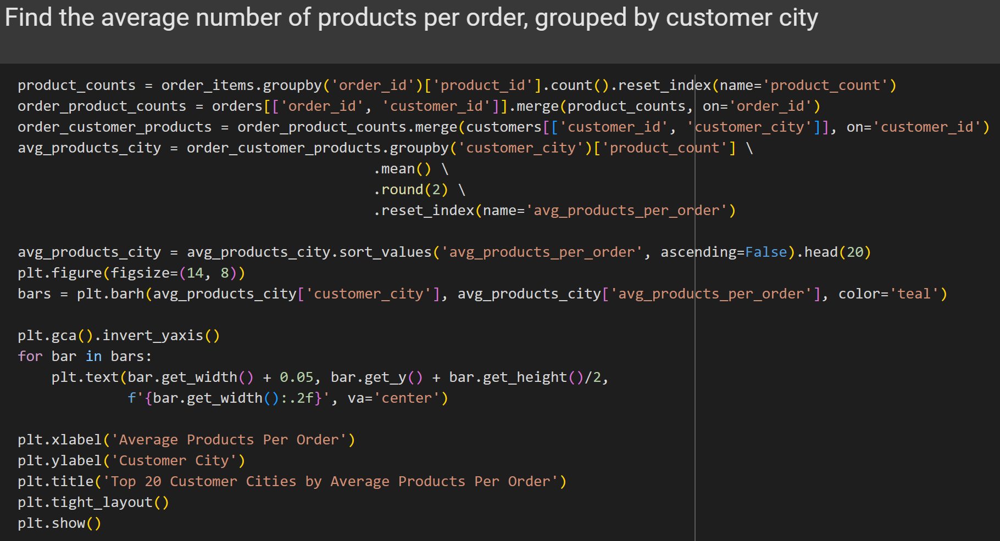 Find the average number of products per order, grouped by customer city
product_counts = order_items.groupby('order_id')['product_id'].count().reset_index(name='product_count')
order_product_counts = orders[['order_id', 'customer_id']].merge(product_counts, on='order_id')
order_customer_products = order_product_counts.merge(customers[['customer_id', 'customer_city']], on='customer_id')
avg_products_city = order_customer_products.groupby('customer_city')['product_count'] \
.mean() \
.round(2) \
.reset_index(name='avg_products_per_order')
avg_products_city = avg_products_city.sort_values('avg_products_per_order', ascending=False).head(20)
plt.figure(figsize=(14, 8))
bars = plt.barh(avg_products_city['customer_city'], avg_products_city['avg_products_per_order'], color='teal')
plt.gca().invert_yaxis()
for bar in bars:
plt.text(bar.get_width() + 0.05, bar.get_y() + bar.get_height()/2,
f'{bar.get_width():.2f}', va='center')
plt.xlabel('Average Products Per Order')
plt.ylabel('Customer City')
plt.title('Top 20 Customer Cities by Average Products Per Order')
plt.tight_layout()
plt.show()